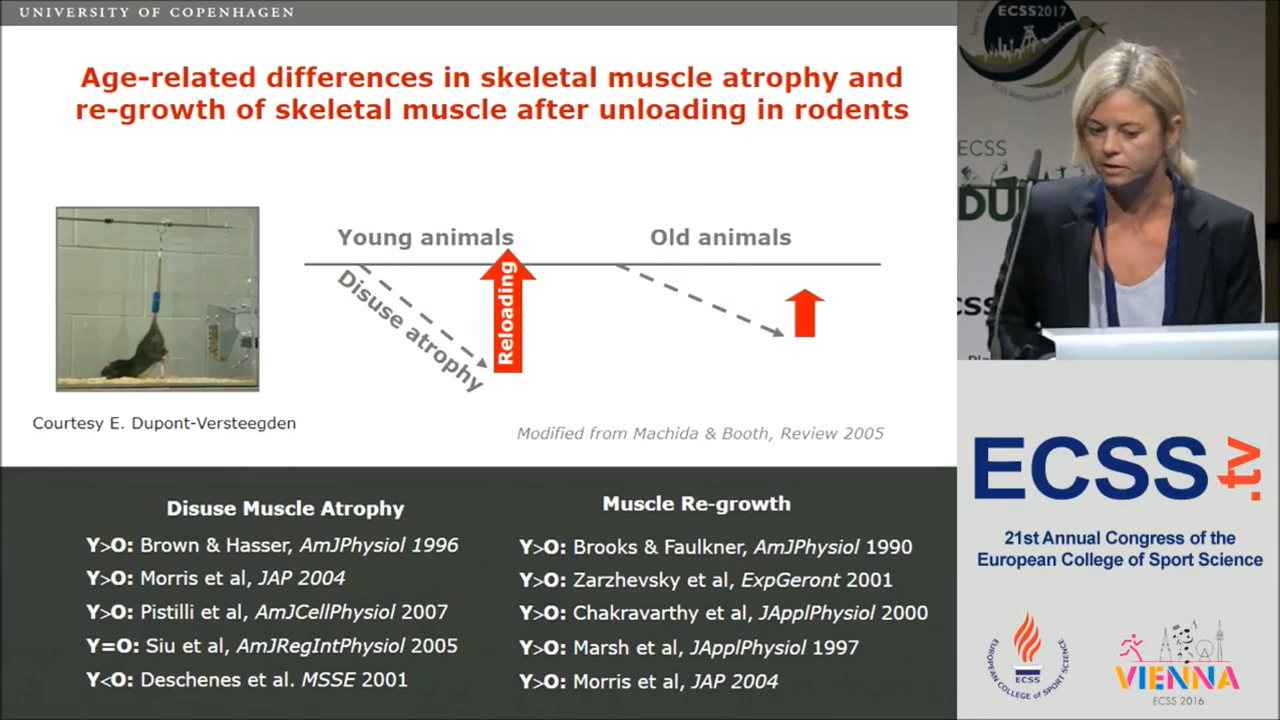 UNIVERSITY OF COPENHAGEN
Age-related differences in skeletal muscle atrophy and
re-growth of skeletal muscle after unloading in rodents
Young animals
Old animals
Disuse atrophy
Reloading
Courtesy E. Dupont-Versteegden
Modified from Machida & Booth, Review 2005
Disuse Muscle Atrophy
Y>O: Brown & Hasser, AmJPhysiol 1996
Y>O: Morris et al, JAP 2004
Y>O: Pistilli et al, AmJCellPhysiol 2007
Y=O: Siu et al, AmJRegIntPhysiol 2005
Y<O: Deschenes et al. MSSE 2001
Muscle Re-growth
Y>O: Brooks & Faulkner, AmJPhysiol 1990
Y>O: Zarzhevsky et al, ExpGeront 2001
Y>O: Chakravarthy et al, JApplPhysiol 2000
Y>O: Marsh et al, JApplPhysiol 1997
Y>O: Morris et al, JAP 2004
ECSS2017
ECSS
ECSS.tv
21st Annual Congress of the
European College of Sport Science
EUROPEAN COLLEGE OF SPORT SCIENCE
ECSS
VIENNA
ECSS 2016